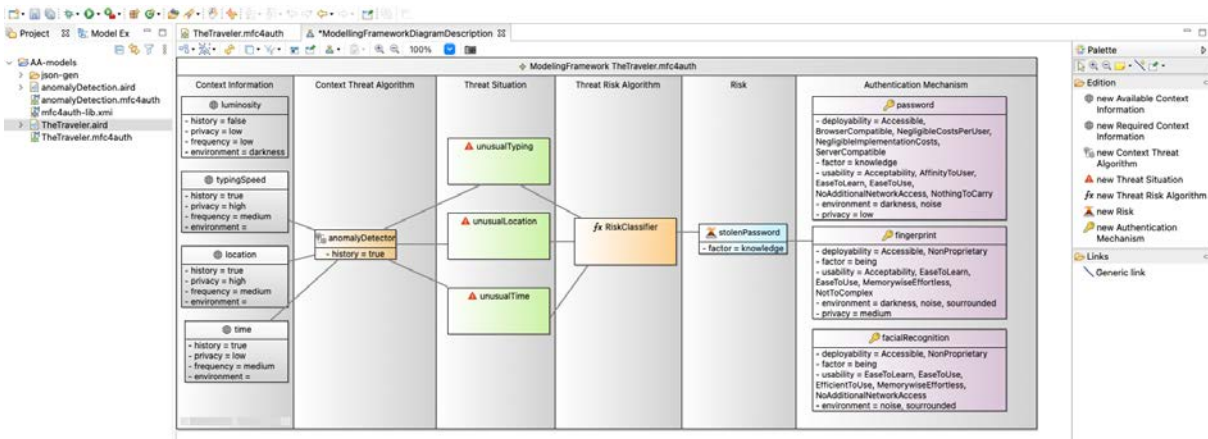 Project
Model Ex
TheTraveler.mfc4auth
*ModellingFrameworkDiagramDescription
100%
AA-models
json-gen
anomalyDetection.aird
anomalyDetection.mfc4auth
mfc4auth-lib.xmi
TheTraveler.aird
TheTraveler.mfc4auth
ModelingFramework TheTraveler.mfc4auth
Context Information
Context Threat Algorithm
Threat Situation
Threat Risk Algorithm
Risk
Authentication Mechanism
luminosity
- history = false
- privacy = low
- frequency = low
- environment = darkness
typingSpeed
- history = true
- privacy = high
- frequency = medium
- environment =
location
- history = true
- privacy = high
- frequency = medium
- environment =
time
- history = true
- privacy = low
- frequency = medium
- environment =
anomalyDetector
- history = true
unusualTyping
unusualLocation
unusualTime
fx RiskClassifier
stolenPassword
- factor = knowledge
password
- deployability = Accessible,
BrowserCompatible, NegligibleCostsPerUser,
NegligibleImplementationCosts,
ServerCompatible
- factor = knowledge
- usability = Acceptability, AffinityToUser,
EaseToLearn, EaseToUse,
NoAdditionalNetworkAccess, NothingToCarry
- environment = darkness, noise
- privacy = low
fingerprint
- deployability = Accessible, NonProprietary
- factor = being
- usability = Acceptability, EaseToLearn,
EaseToUse, MemorywiseEffortless,
NotToComplex
- environment = darkness, noise, sourrounded
- privacy = medium
facialRecognition
- deployability = Accessible, NonProprietary
- factor = being
- usability = EaseToLearn, EaseToUse,
EfficientToUse, MemorywiseEffortless,
NoAdditionalNetworkAccess
- environment = noise, sourrounded
Palette
Edition
new Available Context
Information
new Required Context
Information
new Context Threat
Algorithm
new Threat Situation
fx new Threat Risk Algorithm
new Risk
new Authentication
Mechanism
Links
Generic link